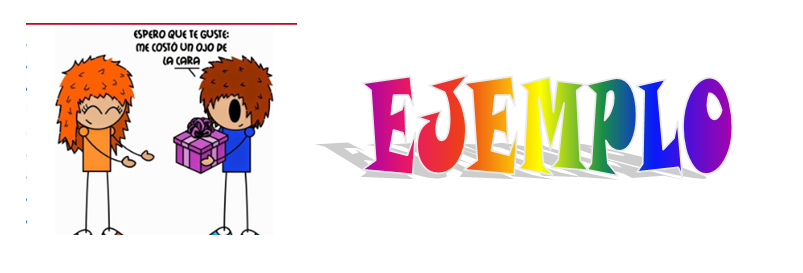 ESPERO QUE TE GUSTE:
ME COSTÓ UN OJO DE
LA CARA
EJEMPLO